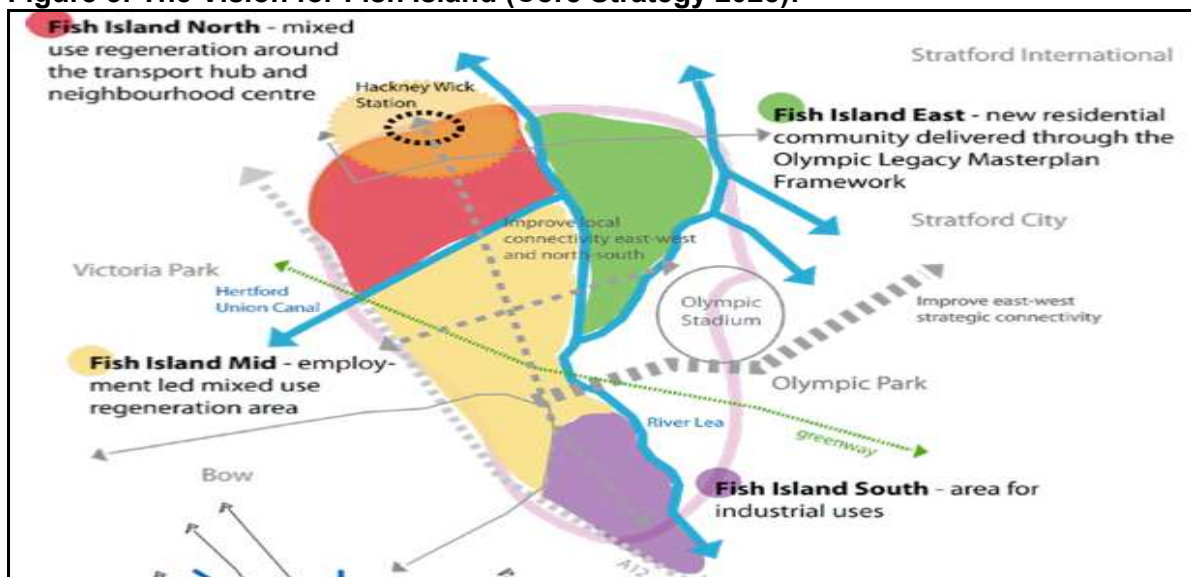 Fish Island North - mixed
use regeneration around
the transport hub and
neighbourhood centre
Hackney Wick
Station
Stratford International
Fish Island East - new residential
community delivered through the
Olympic Legacy Masterplan
Framework
Improve local
connectivity east-west
and north-south
Stratford City
Victoria Park
Hertford
Union Canal
Olympic
Stadium
Improve east-west
strategic connectivity
Fish Island Mid - employ-
ment led mixed use
regeneration area
Olympic Park
River Lea
greenway
Bow
Fish Island South - area for
industrial uses
A12